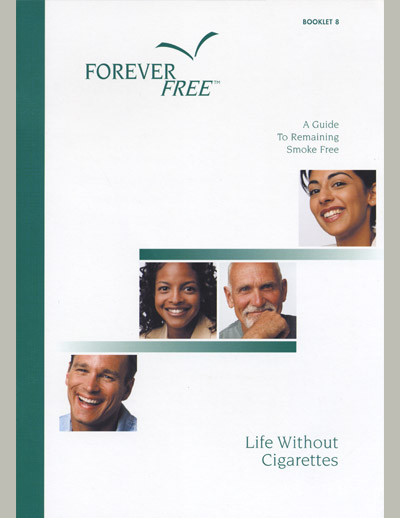 BOOKLET 8
FOREVER
FREE™
A Guide
To Remaining
Smoke Free
Life Without
Cigarettes